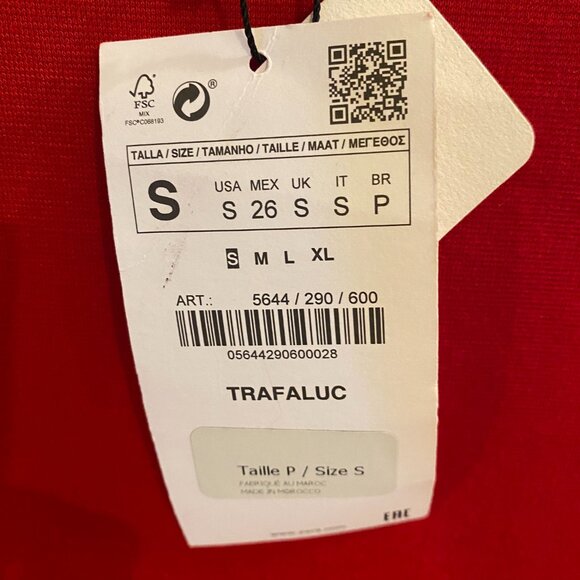 FSC
MIX
FSC®C068193
®
TALLA / SIZE / TAMANHO / TAILLE / MAAT / ΜΕΓΕΘΟΣ
S
USA MEX UK IT BR
S 26 S S P
S M L XL
ART.: 5644 / 290 / 600
05644290600028
TRAFALUC
Taille P / Size S
FABRIQUÉ AU MAROC
MADE IN MOROCCO
EAC